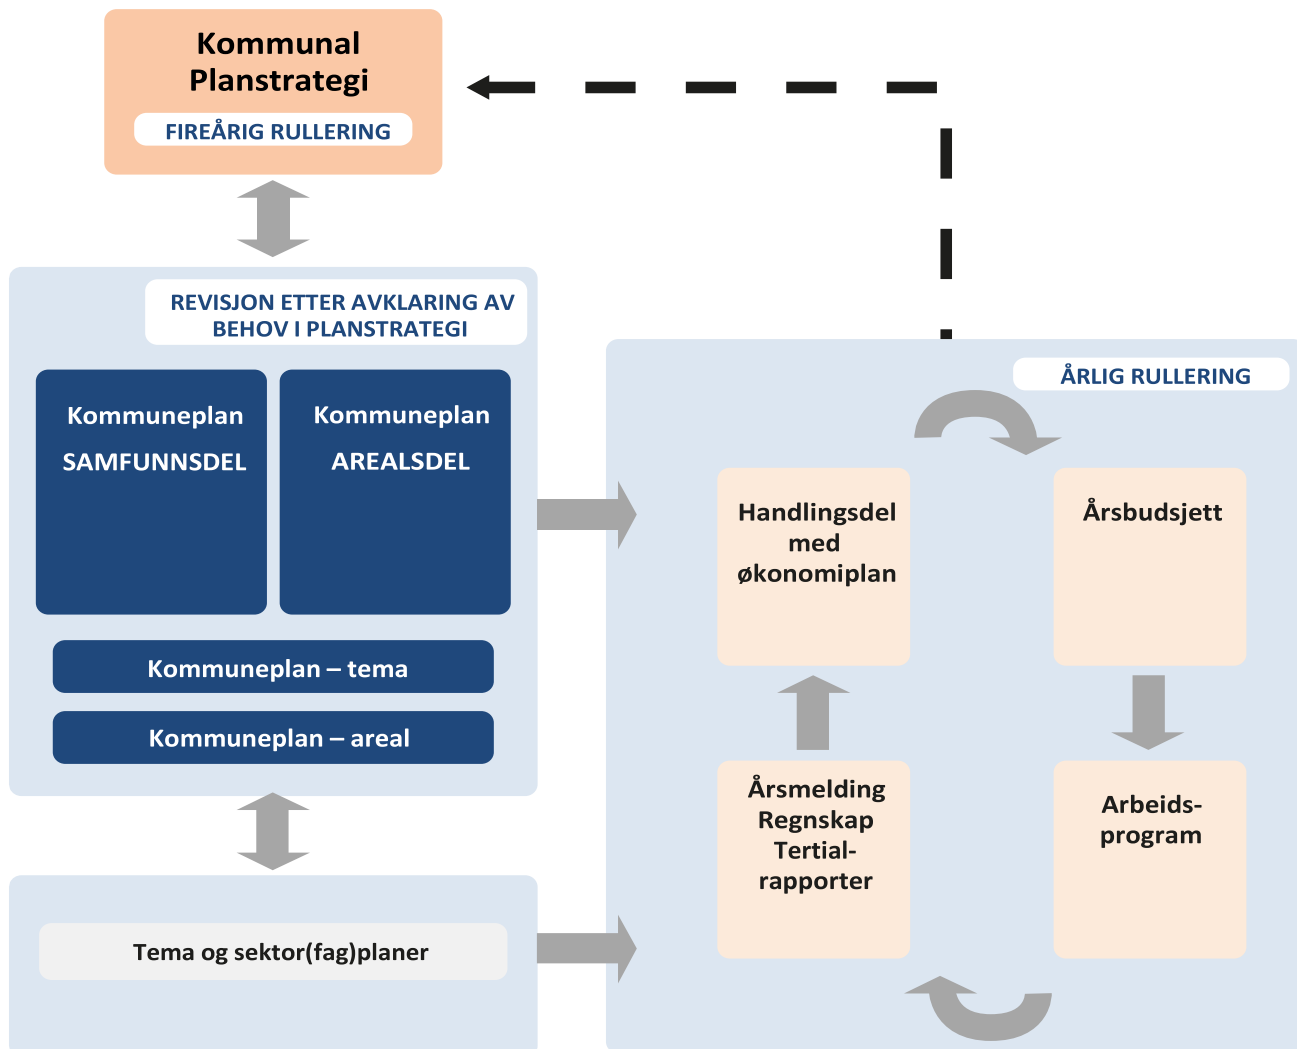 Kommunal
Planstrategi
FIREÅRIG RULLERING
REVISJON ETTER AVKLARING AV
BEHOV I PLANSTRATEGI
Kommuneplan
SAMFUNNSDEL
Kommuneplan
AREALSDEL
Kommuneplan – tema
Kommuneplan – areal
Tema og sektor(fag)planer
ÅRLIG RULLERING
Handlingsdel
med
økonomiplan
Årsbudsjett
Årsmelding
Regnskap
Tertial-
rapporter
Arbeids-
program